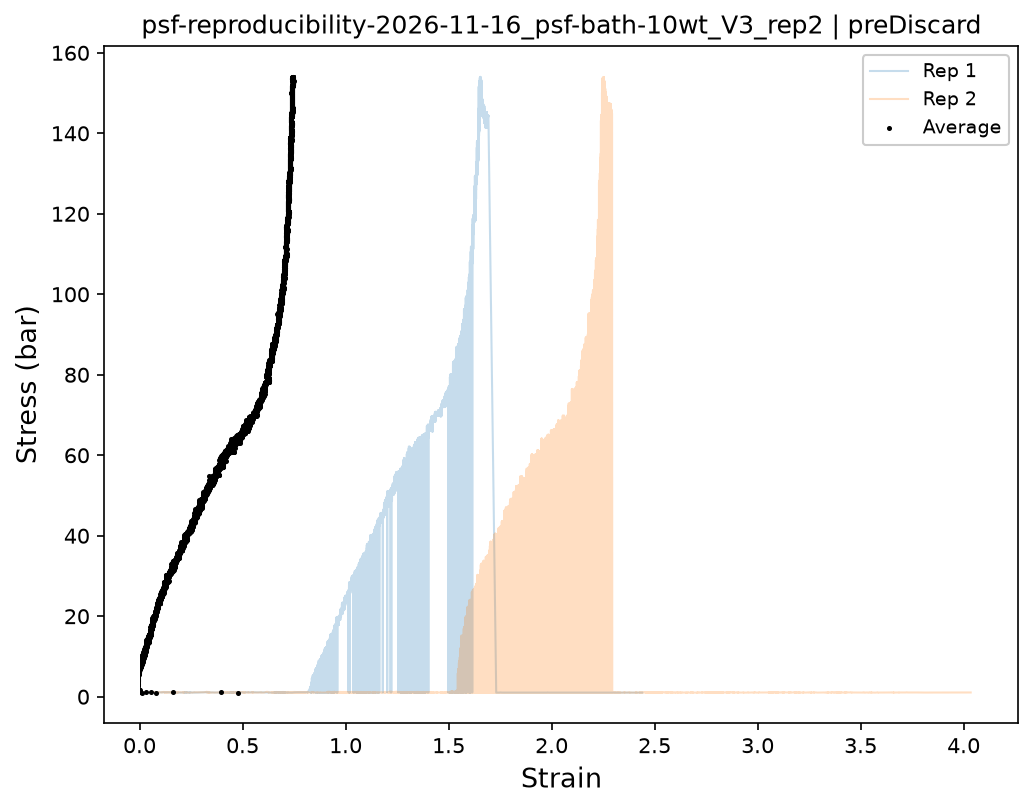 psf-reproducibility-2026-11-16_psf-bath-10wt_V3_rep2 | preDiscard
Rep 1
Rep 2
Average
Stress (bar)
160
140
120
100
80
60
40
20
0
0.0 0.5 1.0 1.5 2.0 2.5 3.0 3.5 4.0
Strain